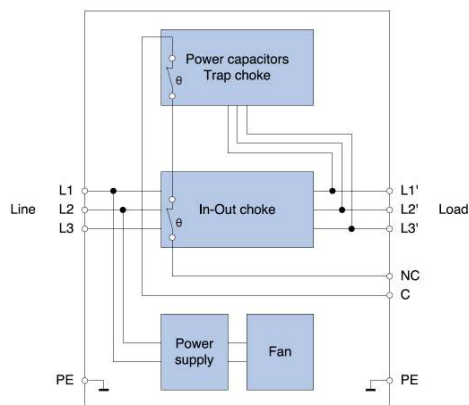 Power capacitors
Trap choke
θ
L1
L1'
Line
L2
In-Out choke
L2'
Load
L3
θ
L3'
NC
C
Power
supply
Fan
PE
PE